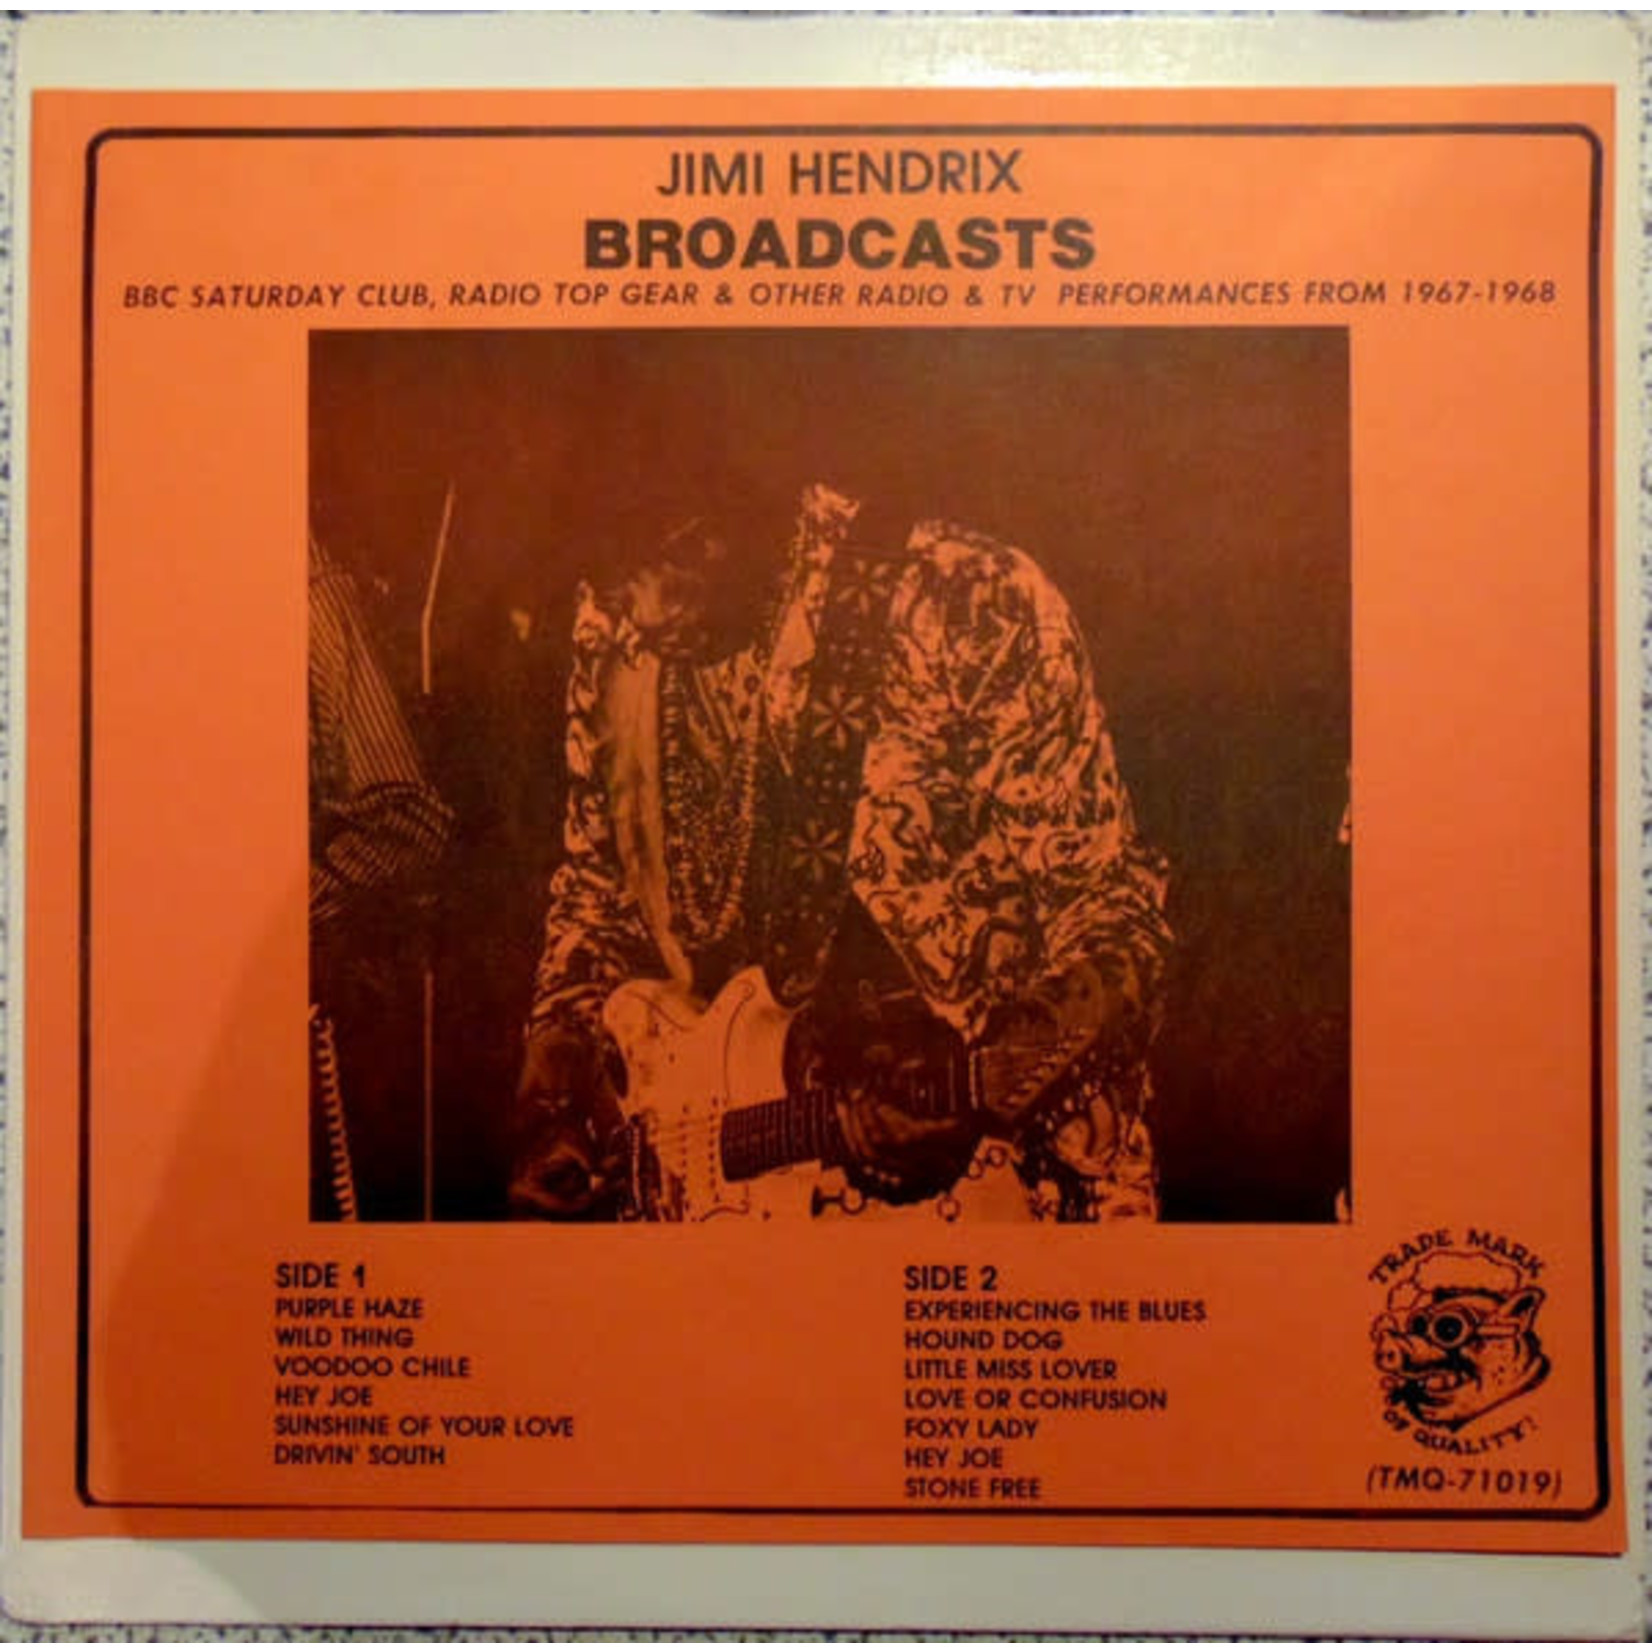 JIMI HENDRIX
BROADCASTS
BBC SATURDAY CLUB, RADIO TOP GEAR & OTHER RADIO & TV PERFORMANCES FROM 1967-1968
SIDE 1
PURPLE HAZE
WILD THING
VOODOO CHILE
HEY JOE
SUNSHINE OF YOUR LOVE
DRIVIN' SOUTH
SIDE 2
EXPERIENCING THE BLUES
HOUND DOG
LITTLE MISS LOVER
LOVE OR CONFUSION
FOXY LADY
HEY JOE
STONE FREE
TRADE MARK
OF QUALITY!
(TMQ-71019)